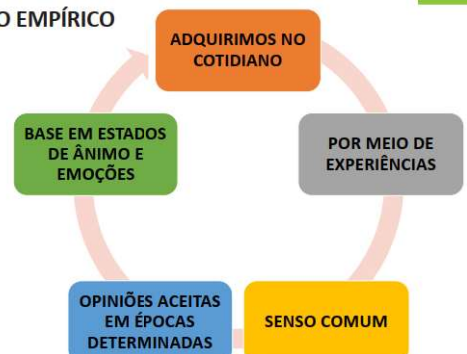 O EMPÍRICO
ADQUIRIMOS NO
COTIDIANO
POR MEIO DE
EXPERIÊNCIAS
SENSO COMUM
OPINIÕES ACEITAS
EM ÉPOCAS
DETERMINADAS
BASE EM ESTADOS
DE ÂNIMO E
EMOÇÕES